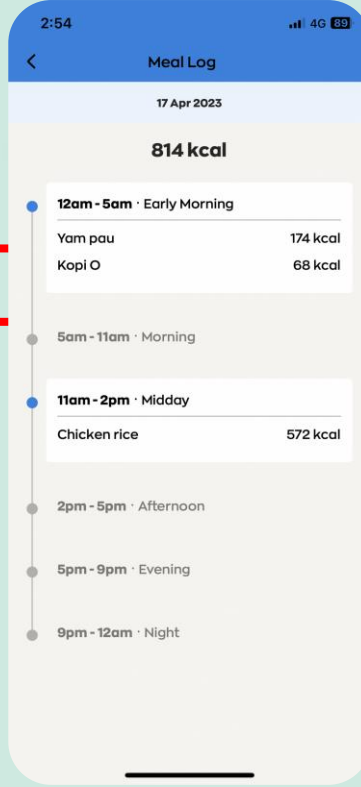 2:54 4G 89
Meal Log
17 Apr 2023
814 kcal
12am - 5am · Early Morning
Yam pau 174 kcal
Kopi O 68 kcal
5am - 11am · Morning
11am - 2pm · Midday
Chicken rice 572 kcal
2pm - 5pm · Afternoon
5pm - 9pm · Evening
9pm - 12am · Night